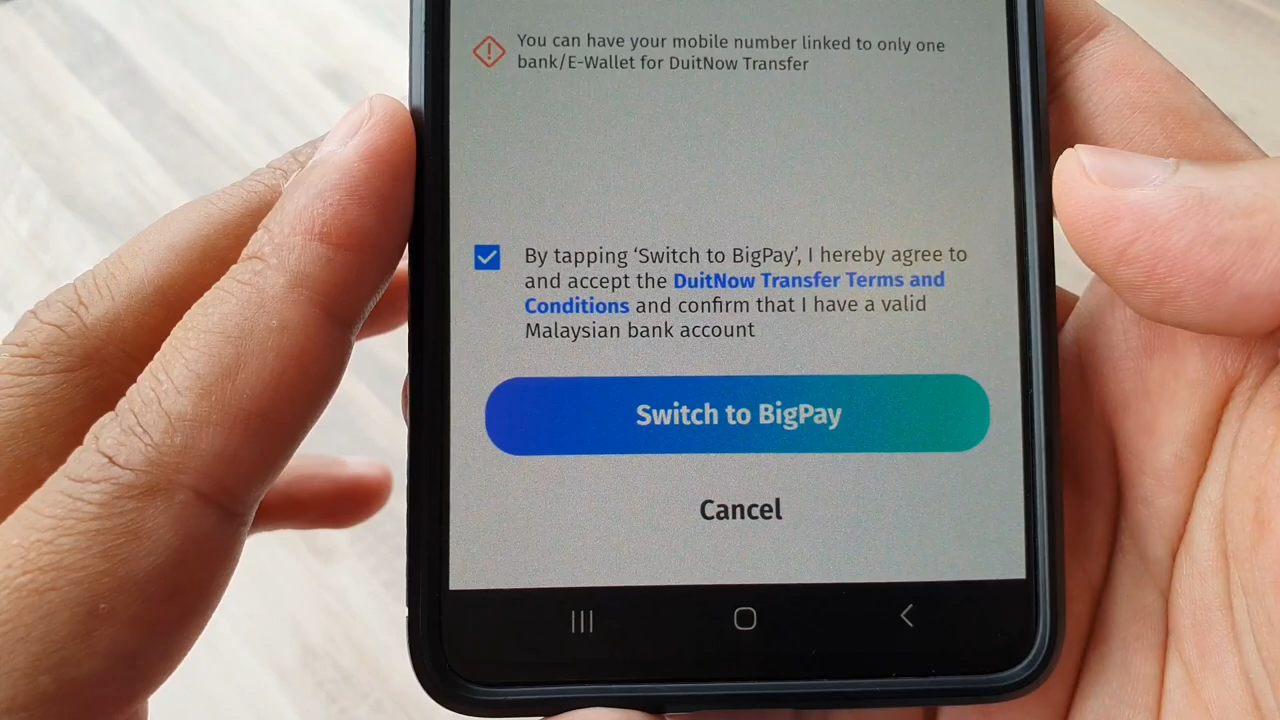 You can have your mobile number linked to only one
bank/E-Wallet for DuitNow Transfer
By tapping ‘Switch to BigPay’, I hereby agree to
and accept the DuitNow Transfer Terms and
Conditions and confirm that I have a valid
Malaysian bank account
Switch to BigPay
Cancel